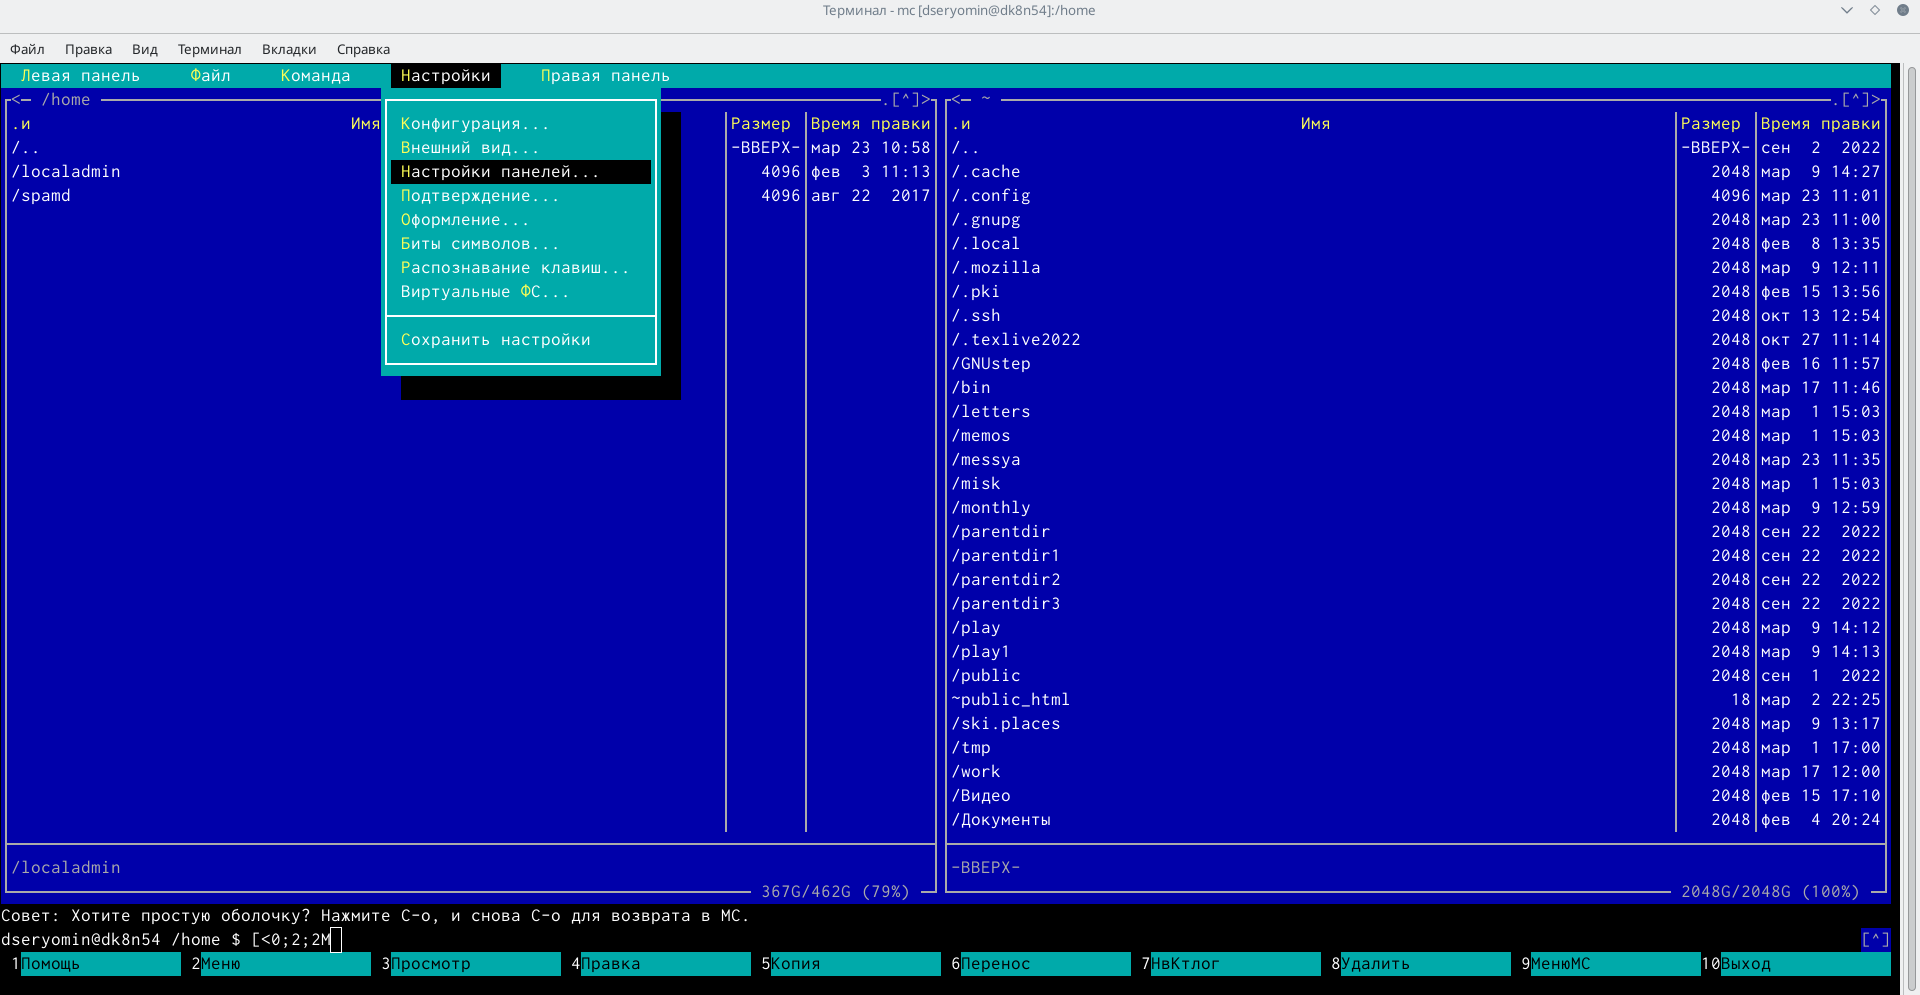 Терминал - mc [dseryomin@dk8n54]:/home
Файл Правка Вид Терминал Вкладки Справка
Левая панель Файл Команда Настройки Правая панель
<─ /home .[^]> <─ ~ .[^]>
.и Имя Конфигурация... Размер Время правки .и Имя Размер Время правки
/.. Внешний вид... -ВВЕРХ- мар 23 10:58 /.. -ВВЕРХ- сен 2 2022
/localadmin Настройки панелей... 4096 фев 3 11:13 /.cache 2048 мар 9 14:27
/spamd Подтверждение... 4096 авг 22 2017 /.config 4096 мар 23 11:01
Оформление... /.gnupg 2048 мар 23 11:00
Биты символов... /.local 2048 фев 8 13:35
Распознавание клавиш... /.mozilla 2048 мар 9 12:11
Виртуальные ФС... /.pki 2048 фев 15 13:56
/.ssh 2048 окт 13 12:54
Сохранить настройки /.texlive2022 2048 окт 27 11:14
/GNUstep 2048 фев 16 11:57
/bin 2048 мар 17 11:46
/letters 2048 мар 1 15:03
/memos 2048 мар 1 15:03
/messya 2048 мар 23 11:35
/misk 2048 мар 1 15:03
/monthly 2048 мар 9 12:59
/parentdir 2048 сен 22 2022
/parentdir1 2048 сен 22 2022
/parentdir2 2048 сен 22 2022
/parentdir3 2048 сен 22 2022
/play 2048 мар 9 14:12
/play1 2048 мар 9 14:13
/public 2048 сен 1 2022
~public_html 18 мар 2 22:25
/ski.places 2048 мар 9 13:17
/tmp 2048 мар 1 17:00
/work 2048 мар 17 12:00
/Видео 2048 фев 15 17:10
/Документы 2048 фев 4 20:24
/localadmin -ВВЕРХ-
367G/462G (79%) 2048G/2048G (100%)
Совет: Хотите простую оболочку? Нажмите C-o, и снова C-o для возврата в MC.
dseryomin@dk8n54 /home $ [<0;2;2M [^]
1Помощь 2Меню 3Просмотр 4Правка 5Копия 6Перенос 7НвКтлог 8Удалить 9МенюMC 10Выход